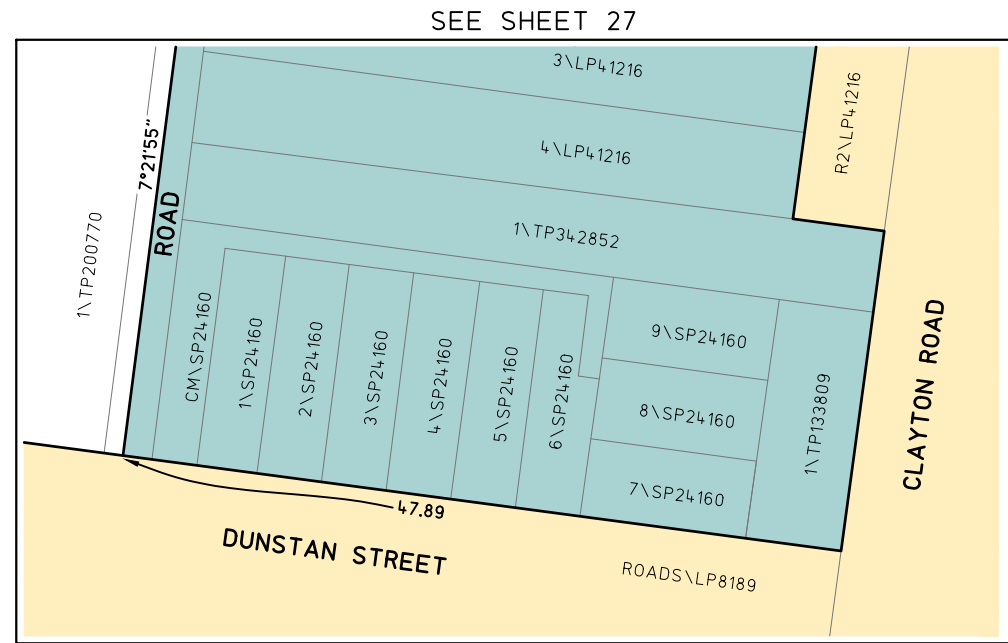 SEE SHEET 27
3\LP41216
R2\LP41216
4\LP41216
7°21'55"
ROAD
1\TP200770
1\TP342852
CM\SP24160
1\SP24160
2\SP24160
3\SP24160
4\SP24160
5\SP24160
6\SP24160
9\SP24160
8\SP24160
7\SP24160
1\TP133809
CLAYTON ROAD
47.89
DUNSTAN STREET
ROADS\LP8189